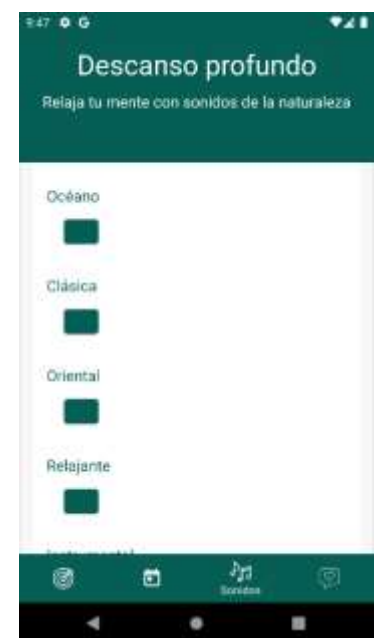 9:47 G
Descanso profundo
Relaja tu mente con sonidos de la naturaleza
Océano
Clásica
Oriental
Relajante
Sonidos